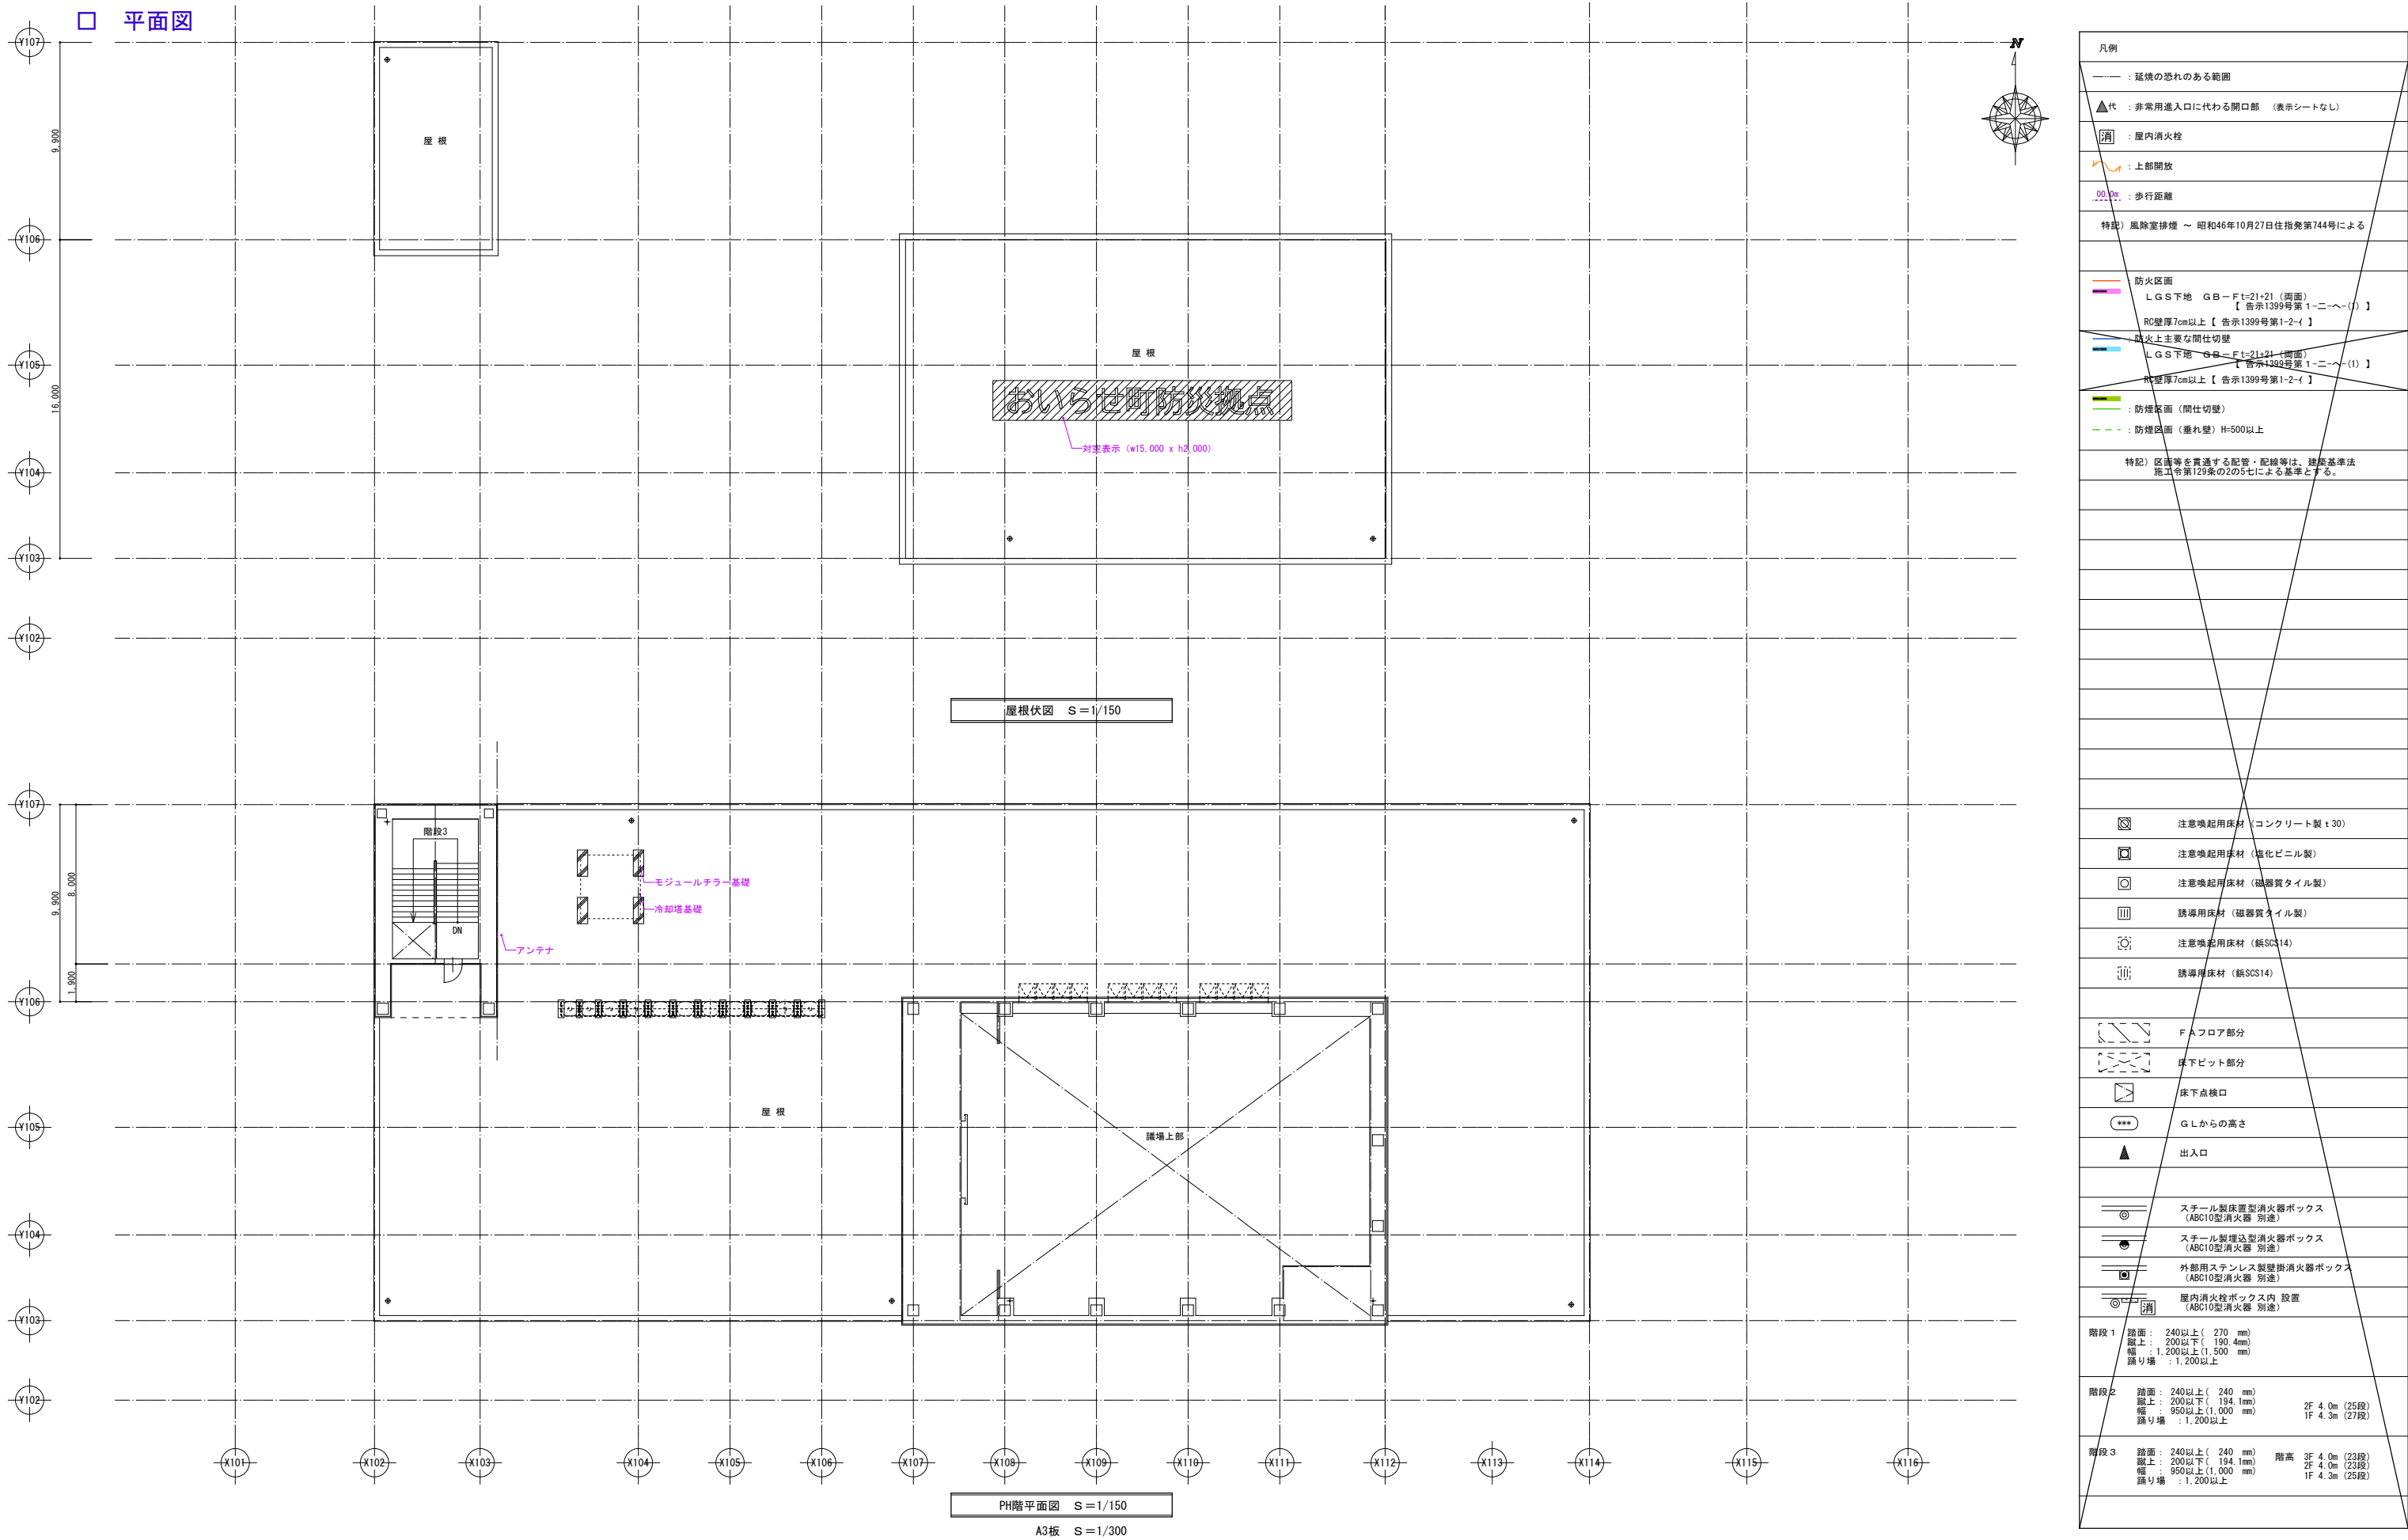 □ 平面図
Y107
9,900
屋 根
Y106
Y105
屋 根
16,000
おいらせ町防災拠点
対空表示（w15,000 x h2,000）
Y104
Y103
Y102
屋根伏図 S=1/150
N
Y107
階段3
9,900
8,000
モジュールチラー基礎
冷却塔基礎
DN
アンテナ
1,900
Y106
屋 根
Y105
議場上部
Y104
Y103
Y102
X101
X102
X103
X104
X105
X106
X107
X108
X109
X110
X111
X112
X113
X114
X115
X116
PH階平面図 S=1/150
A3板 S=1/300
凡例
：延焼の恐れのある範囲
代 ：非常用進入口に代わる開口部 （表示シートなし）
消 ：屋内消火栓
：上部開放
00.0m ：歩行距離
特記）風除室排煙 ～ 昭和46年10月27日住指発第744号による
：防火区画
LGS下地 GB－Ft=21+21（両面）
【 告示1399号第１-二-ヘ-(1) 】
RC壁厚7cm以上【 告示1399号第1-2-ｲ 】
：防火上主要な間仕切壁
LGS下地 GB－Ft=21+21（両面）
【 告示1399号第１-二-ヘ-(1) 】
RC壁厚7cm以上【 告示1399号第1-2-ｲ 】
：防煙区画（間仕切壁）
：防煙区画（垂れ壁）H=500以上
特記）区画等を貫通する配管・配線等は、建築基準法
施工令第129条の2の5七による基準とする。
注意喚起用床材（コンクリート製ｔ30）
注意喚起用床材（塩化ビニル製）
注意喚起用床材（磁器質タイル製）
誘導用床材（磁器質タイル製）
注意喚起用床材（鋲SCS14）
誘導用床材（鋲SCS14）
FAフロア部分
床下ピット部分
床下点検口
*** GLからの高さ
出入口
スチール製床置型消火器ボックス
（ABC10型消火器 別途）
スチール製埋込型消火器ボックス
（ABC10型消火器 別途）
外部用ステンレス製壁掛消火器ボックス
（ABC10型消火器 別途）
消 屋内消火栓ボックス内 設置
（ABC10型消火器 別途）
階段１ 踏面： 240以上( 270 mm)
蹴上： 200以下( 190.4mm)
幅 ：1,200以上(1,500 mm)
踊り場 ：1,200以上
階段２ 踏面： 240以上( 240 mm)
蹴上： 200以下( 194.1mm)
幅 ： 950以上(1,000 mm) 2F 4.0m (25段)
踊り場 ：1,200以上 1F 4.3m (27段)
階段３ 踏面： 240以上( 240 mm) 階高 3F 4.0m (23段)
蹴上： 200以下( 194.1mm) 2F 4.0m (23段)
幅 ： 950以上(1,000 mm) 1F 4.3m (25段)
踊り場 ：1,200以上